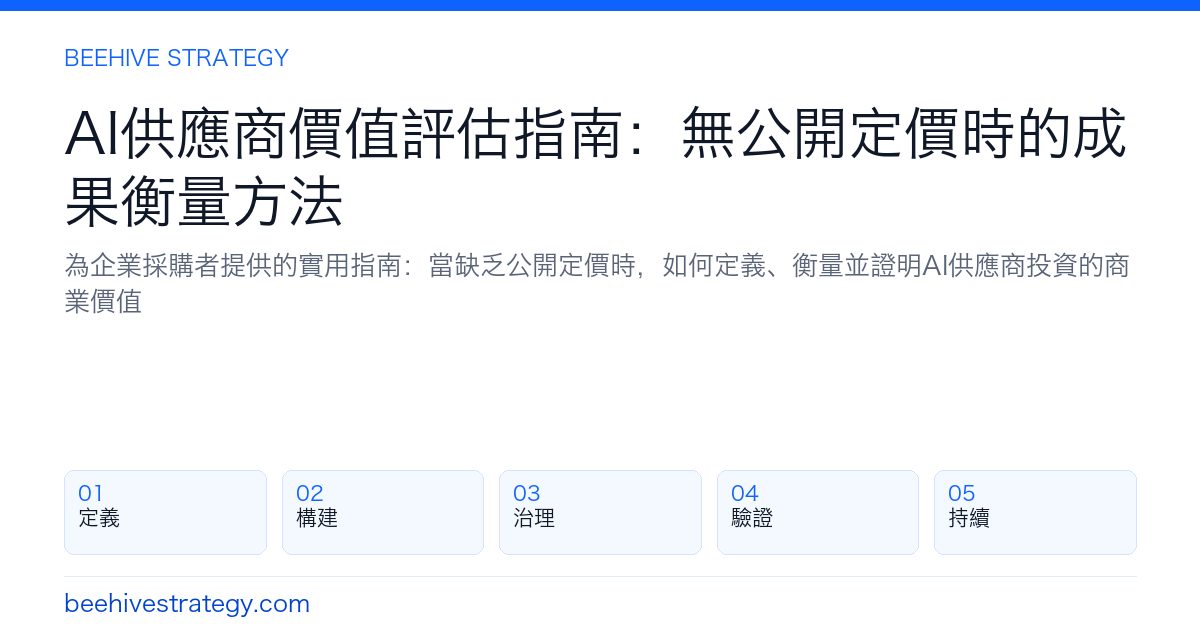 BEEHIVE STRATEGY
AI供應商價值評估指南：無公開定價時的成
果衡量方法
為企業採購者提供的實用指南：當缺乏公開定價時，如何定義、衡量並證明AI供應商投資的商
業價值
01
定義
02
構建
03
治理
04
驗證
05
持續
beehivestrategy.com